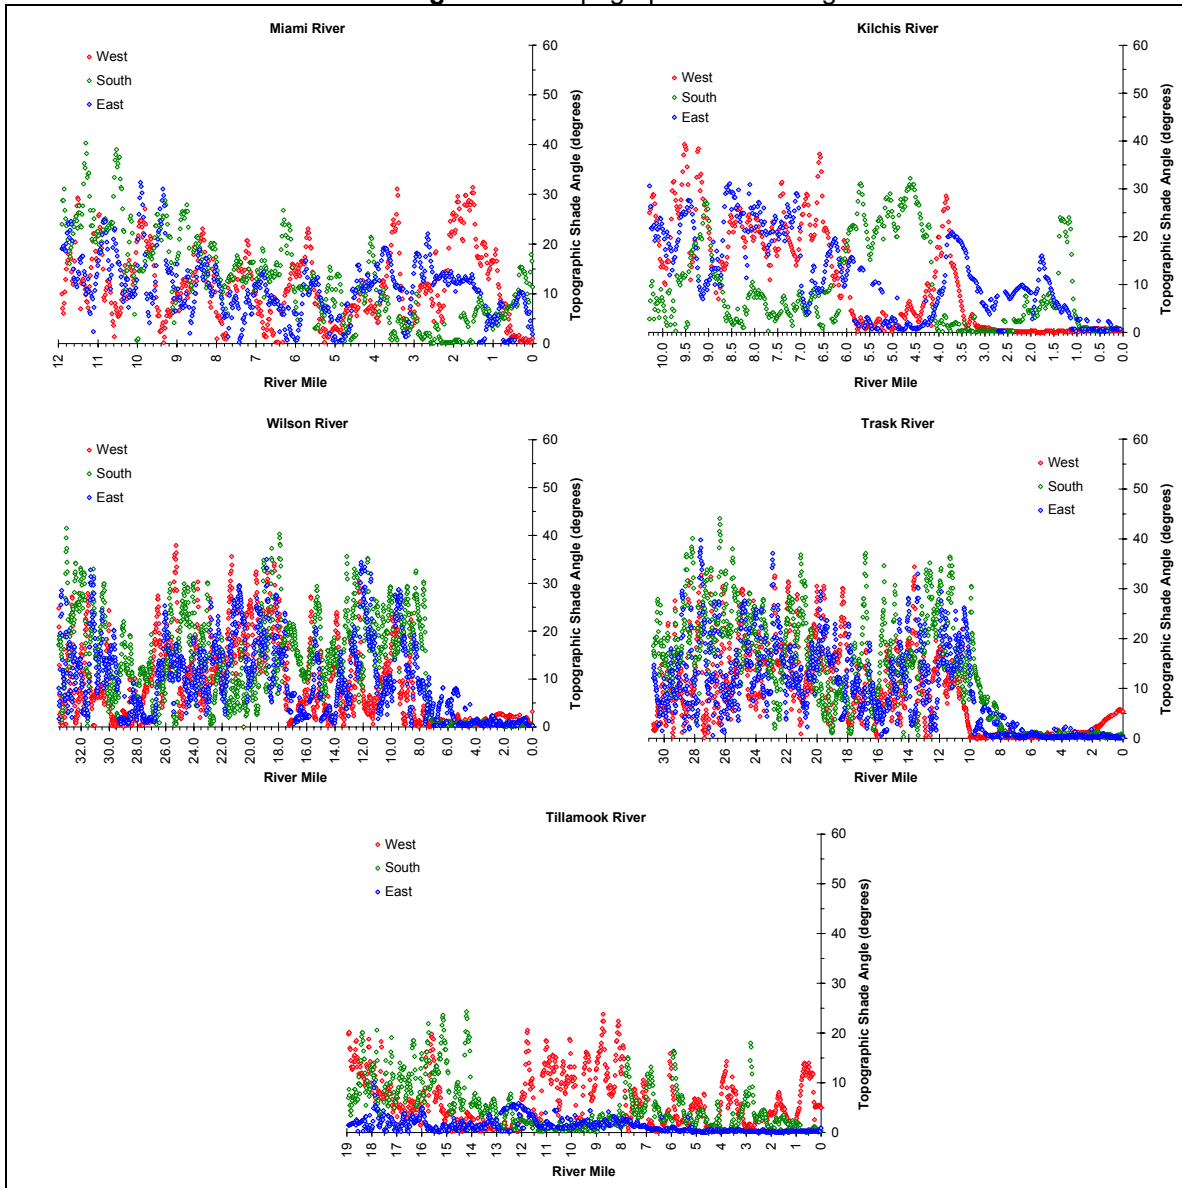 Miami River
West
South
East
60
50
40
30
20
10
0
Topographic Shade Angle (degrees)
12 11 10 9 8 7 6 5 4 3 2 1 0
River Mile
Kilchis River
West
South
East
60
50
40
30
20
10
0
Topographic Shade Angle (degrees)
10.0 9.5 9.0 8.5 8.0 7.5 7.0 6.5 6.0 5.5 5.0 4.5 4.0 3.5 3.0 2.5 2.0 1.5 1.0 0.5 0.0
River Mile
Wilson River
West
South
East
60
50
40
30
20
10
0
Topographic Shade Angle (degrees)
32.0 30.0 28.0 26.0 24.0 22.0 20.0 18.0 16.0 14.0 12.0 10.0 8.0 6.0 4.0 2.0 0.0
River Mile
Trask River
West
South
East
60
50
40
30
20
10
0
Topographic Shade Angle (degrees)
30 28 26 24 22 20 18 16 14 12 10 8 6 4 2 0
River Mile
Tillamook River
West
South
East
60
50
40
30
20
10
0
Topographic Shade Angle (degrees)
19 18 17 16 15 14 13 12 11 10 9 8 7 6 5 4 3 2 1 0
River Mile